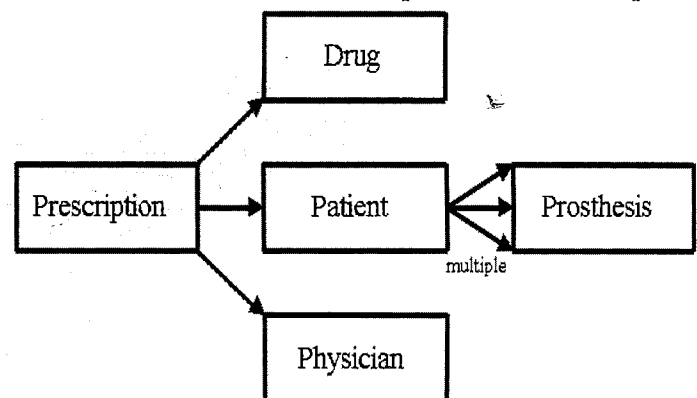 Drug
Prescription
Patient
Prosthesis
multiple
Physician